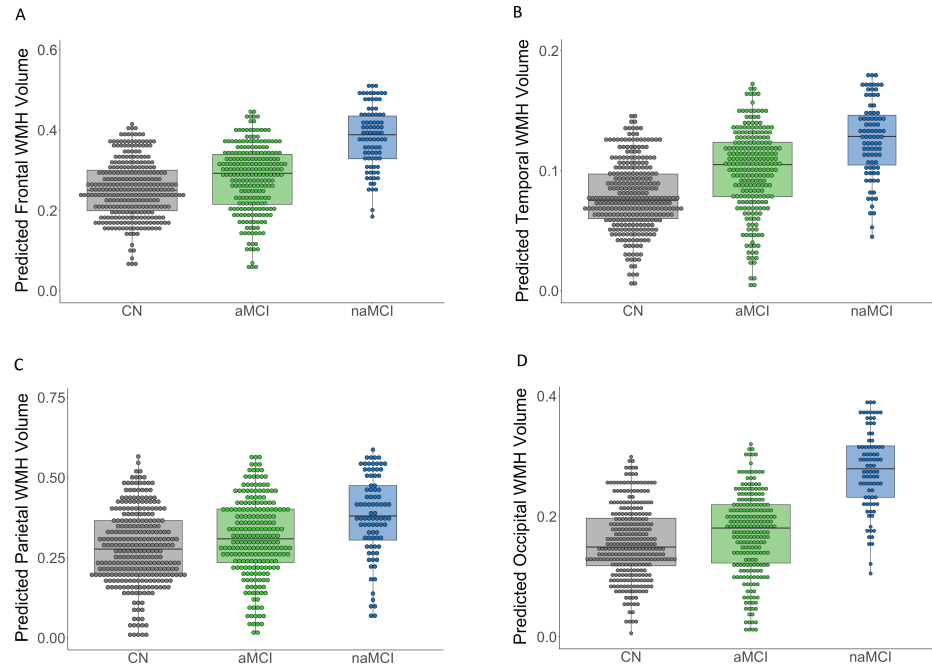 A
Predicted Frontal WMH Volume
0.6
0.4
0.2
0.0
CN aMCI naMCI
B
Predicted Temporal WMH Volume
0.2
0.1
0.0
CN aMCI naMCI
C
Predicted Parietal WMH Volume
0.75
0.50
0.25
0.00
CN aMCI naMCI
D
Predicted Occipital WMH Volume
0.4
0.2
0.0
CN aMCI naMCI